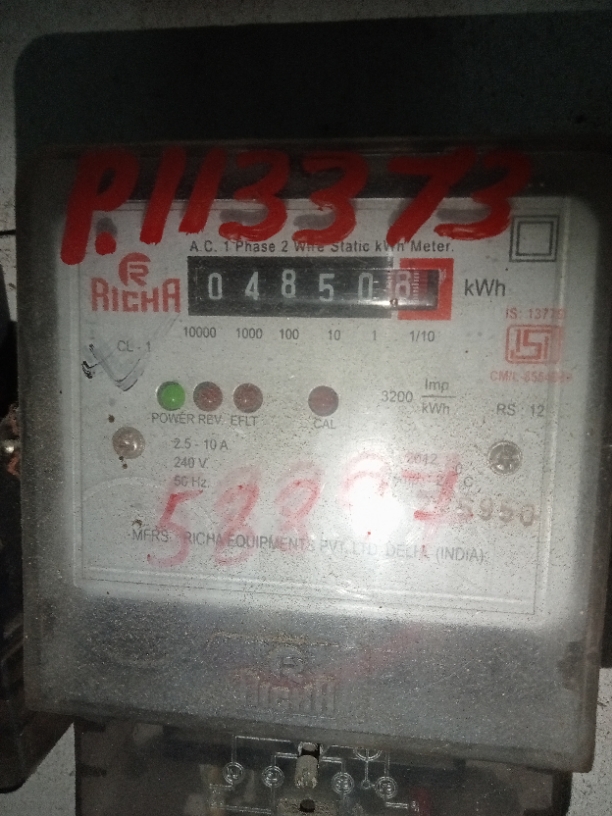 P.113373
A.C. 1 Phase 2 Wire Static kWh Meter.
RICHA
0 4 8 5 0 kWh
10000 1000 100 10 1 1/10
CL - 1
IS: 13779
POWER REV EFLT CAL
3200 Imp
kWh
RS : 12
2.5 - 10 A
240 V
50 Hz.
2012
MFRS : RICHA EQUIPMENTS PVT. LTD. DELHI (INDIA)
RICHA